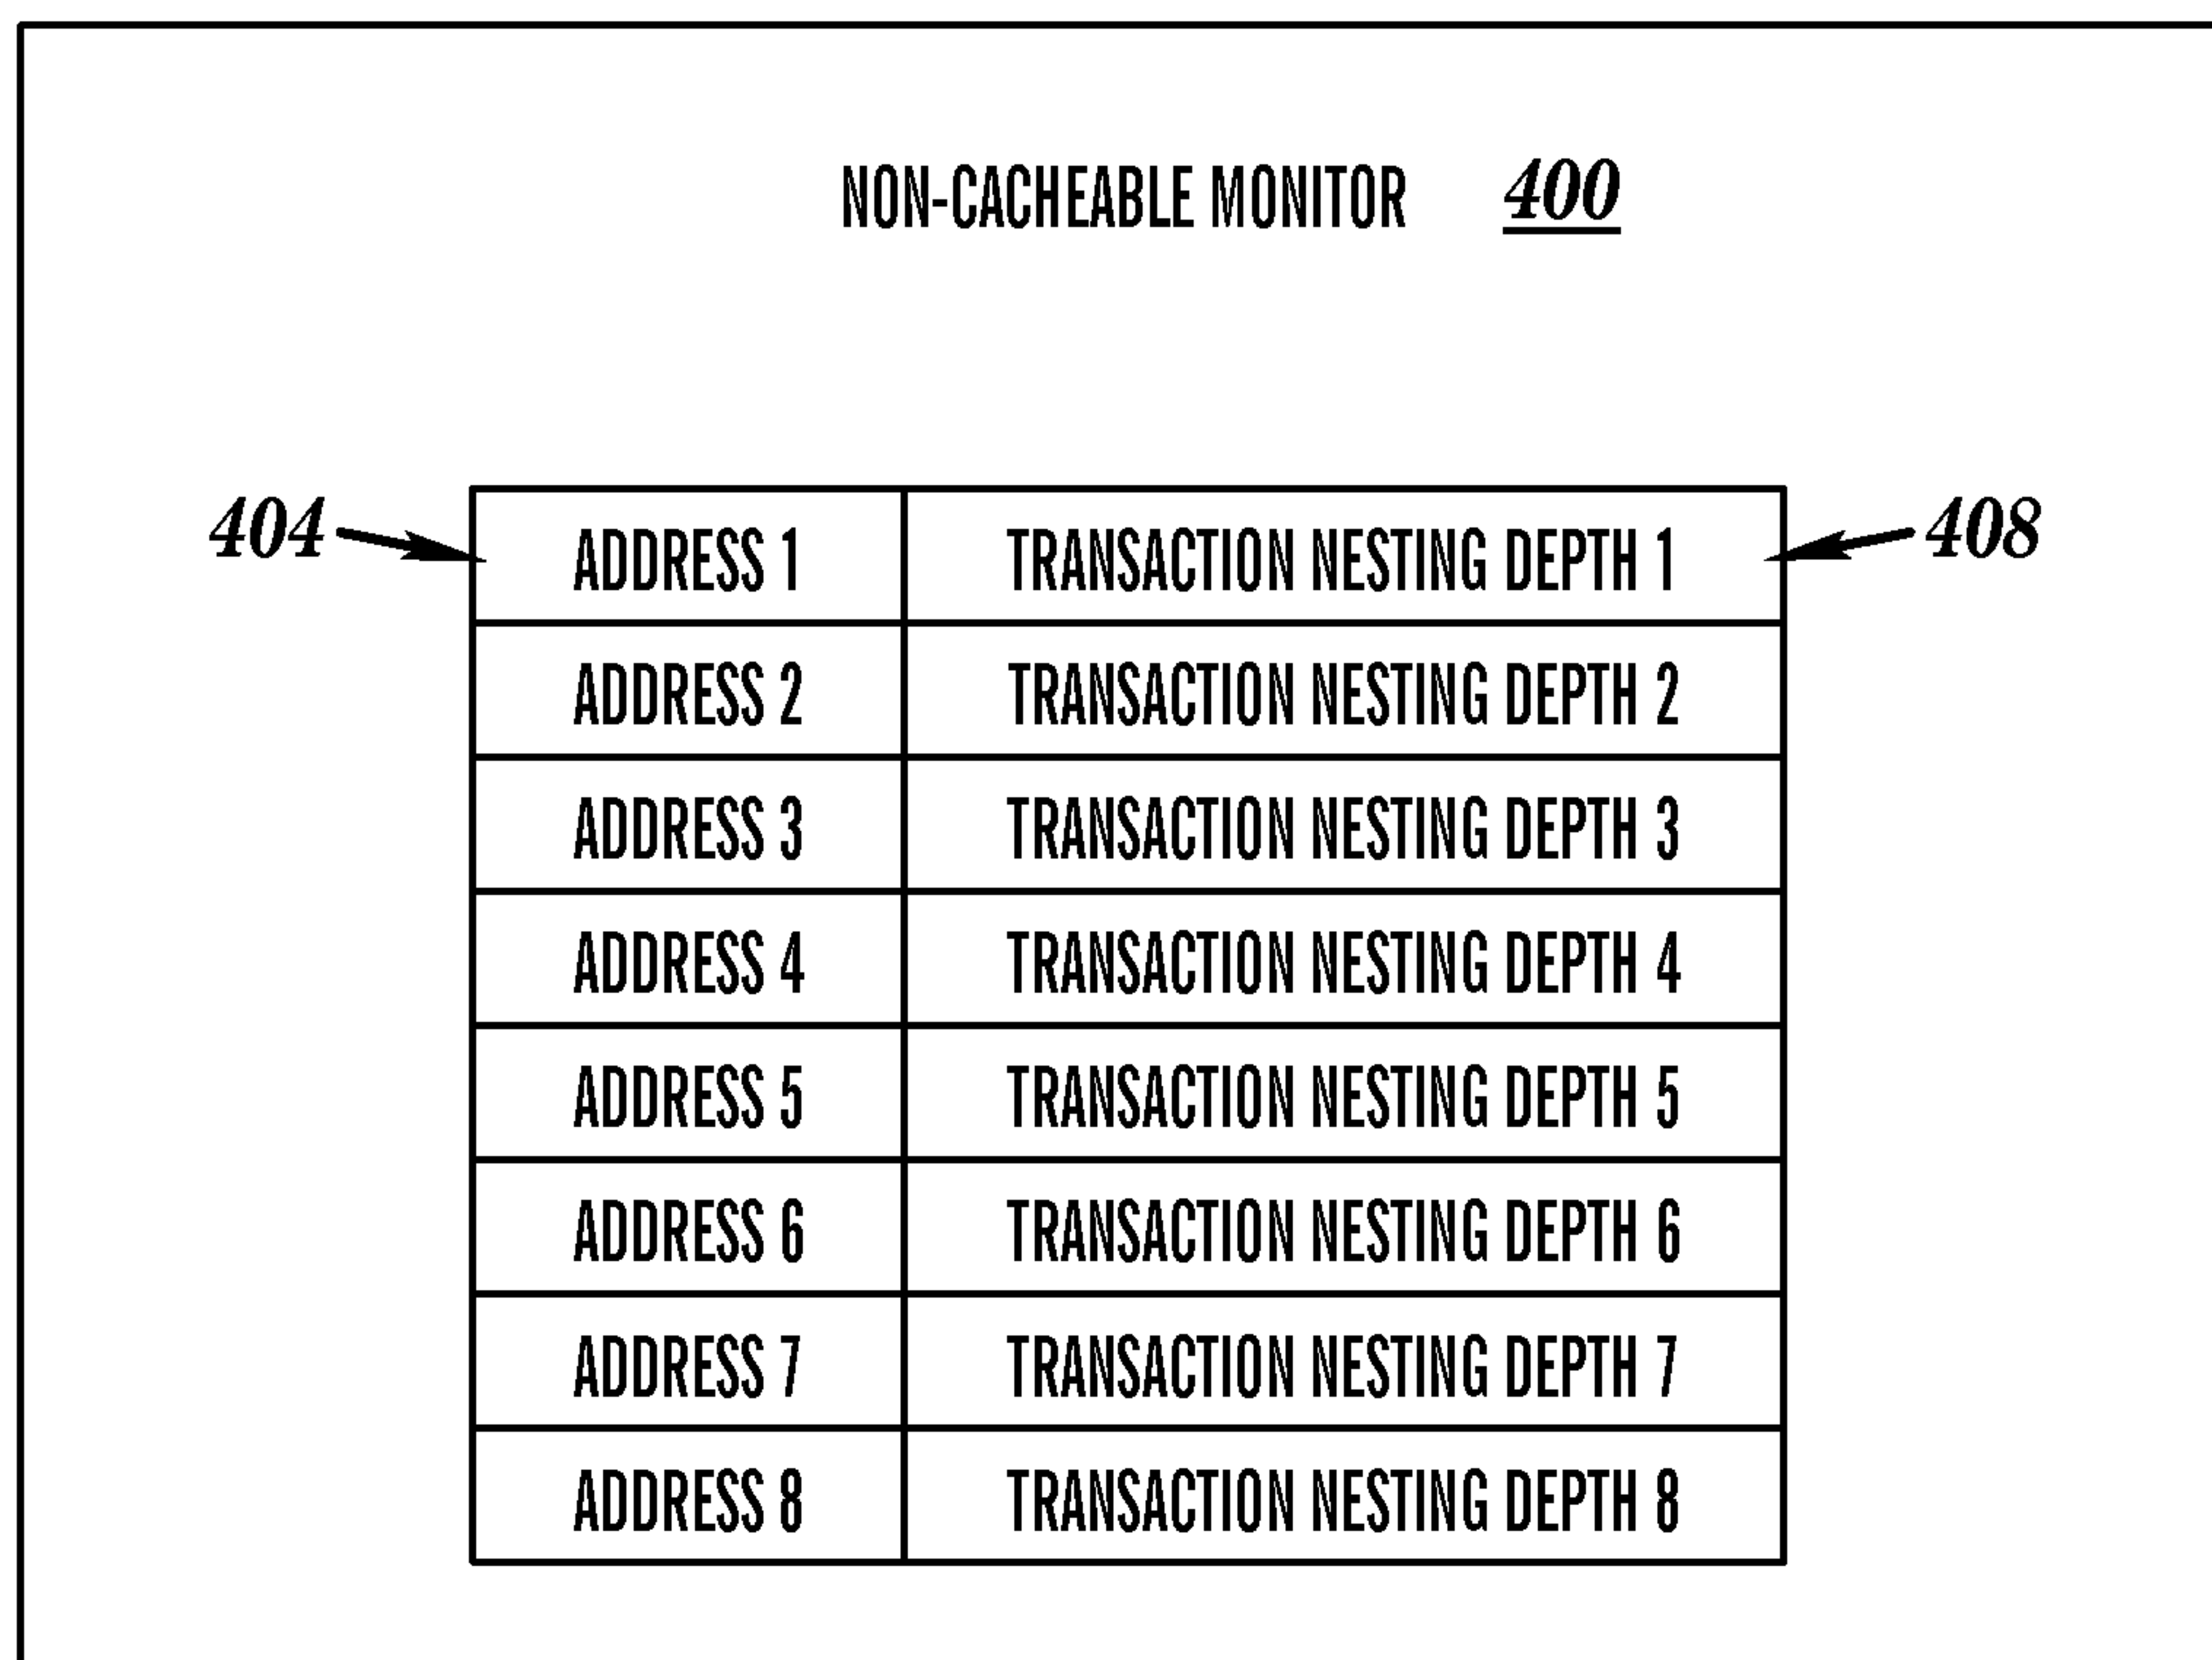 NON-CACHEABLE MONITOR 400
404 ADDRESS 1 TRANSACTION NESTING DEPTH 1 408
ADDRESS 2 TRANSACTION NESTING DEPTH 2
ADDRESS 3 TRANSACTION NESTING DEPTH 3
ADDRESS 4 TRANSACTION NESTING DEPTH 4
ADDRESS 5 TRANSACTION NESTING DEPTH 5
ADDRESS 6 TRANSACTION NESTING DEPTH 6
ADDRESS 7 TRANSACTION NESTING DEPTH 7
ADDRESS 8 TRANSACTION NESTING DEPTH 8